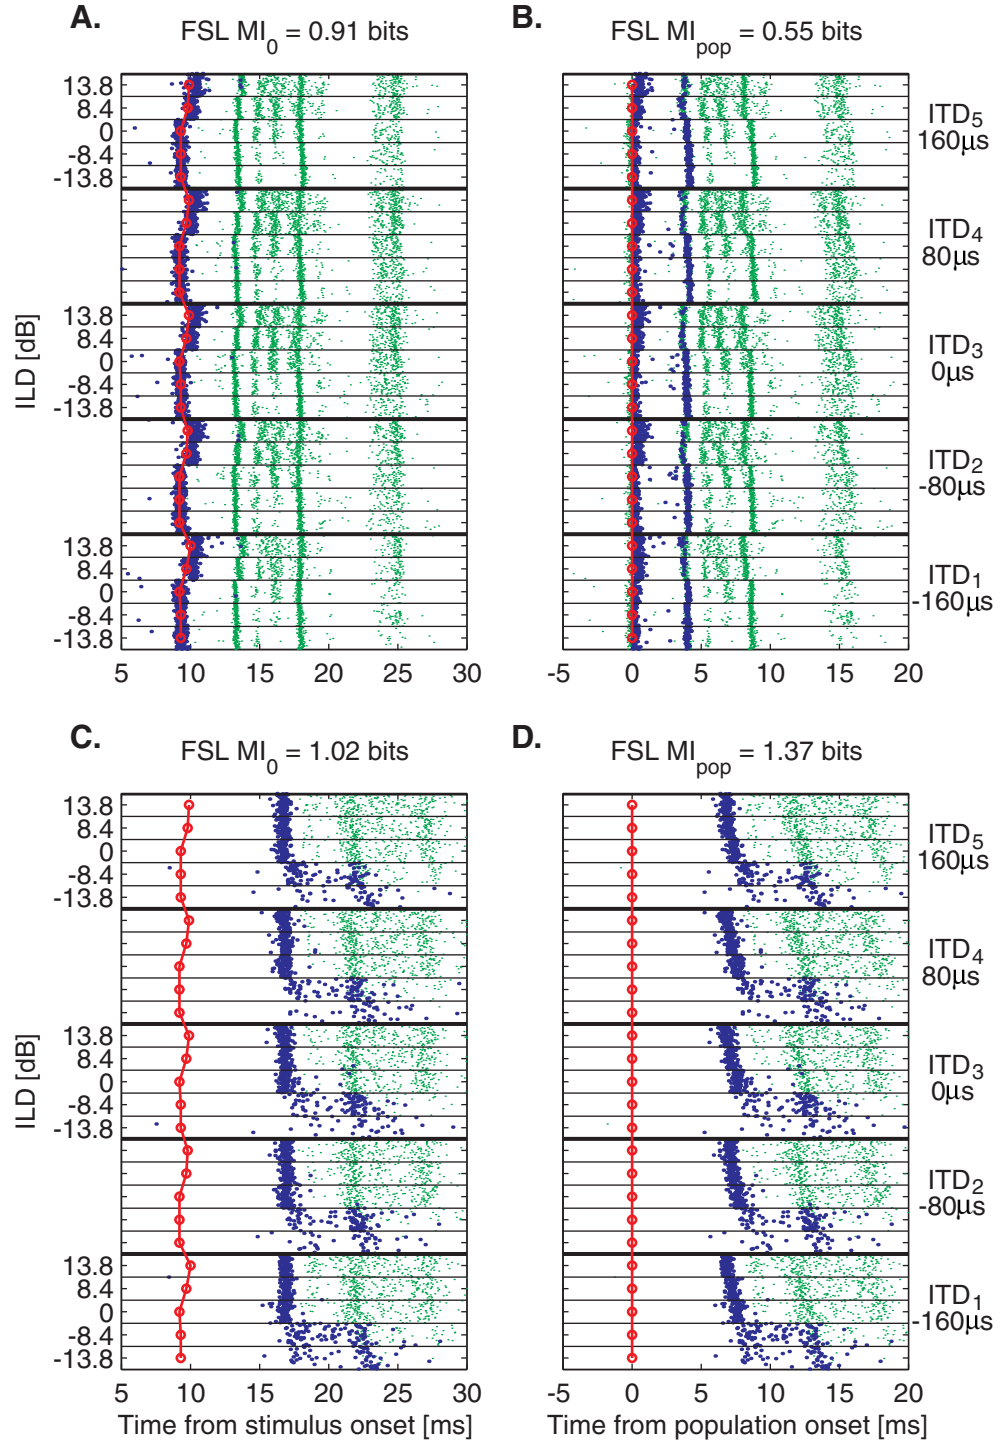 A.
FSL MI0 = 0.91 bits
B.
FSL MIpop = 0.55 bits
ILD [dB]
13.8
8.4
0
-8.4
-13.8
13.8
8.4
0
-8.4
-13.8
13.8
8.4
0
-8.4
-13.8
ITD5
160µs
ITD4
80µs
ITD3
0µs
ITD2
-80µs
ITD1
-160µs
5 10 15 20 25 30
-5 0 5 10 15 20
C.
FSL MI0 = 1.02 bits
D.
FSL MIpop = 1.37 bits
ILD [dB]
13.8
8.4
0
-8.4
-13.8
13.8
8.4
0
-8.4
-13.8
13.8
8.4
0
-8.4
-13.8
ITD5
160µs
ITD4
80µs
ITD3
0µs
ITD2
-80µs
ITD1
-160µs
5 10 15 20 25 30
-5 0 5 10 15 20
Time from stimulus onset [ms]
Time from population onset [ms]